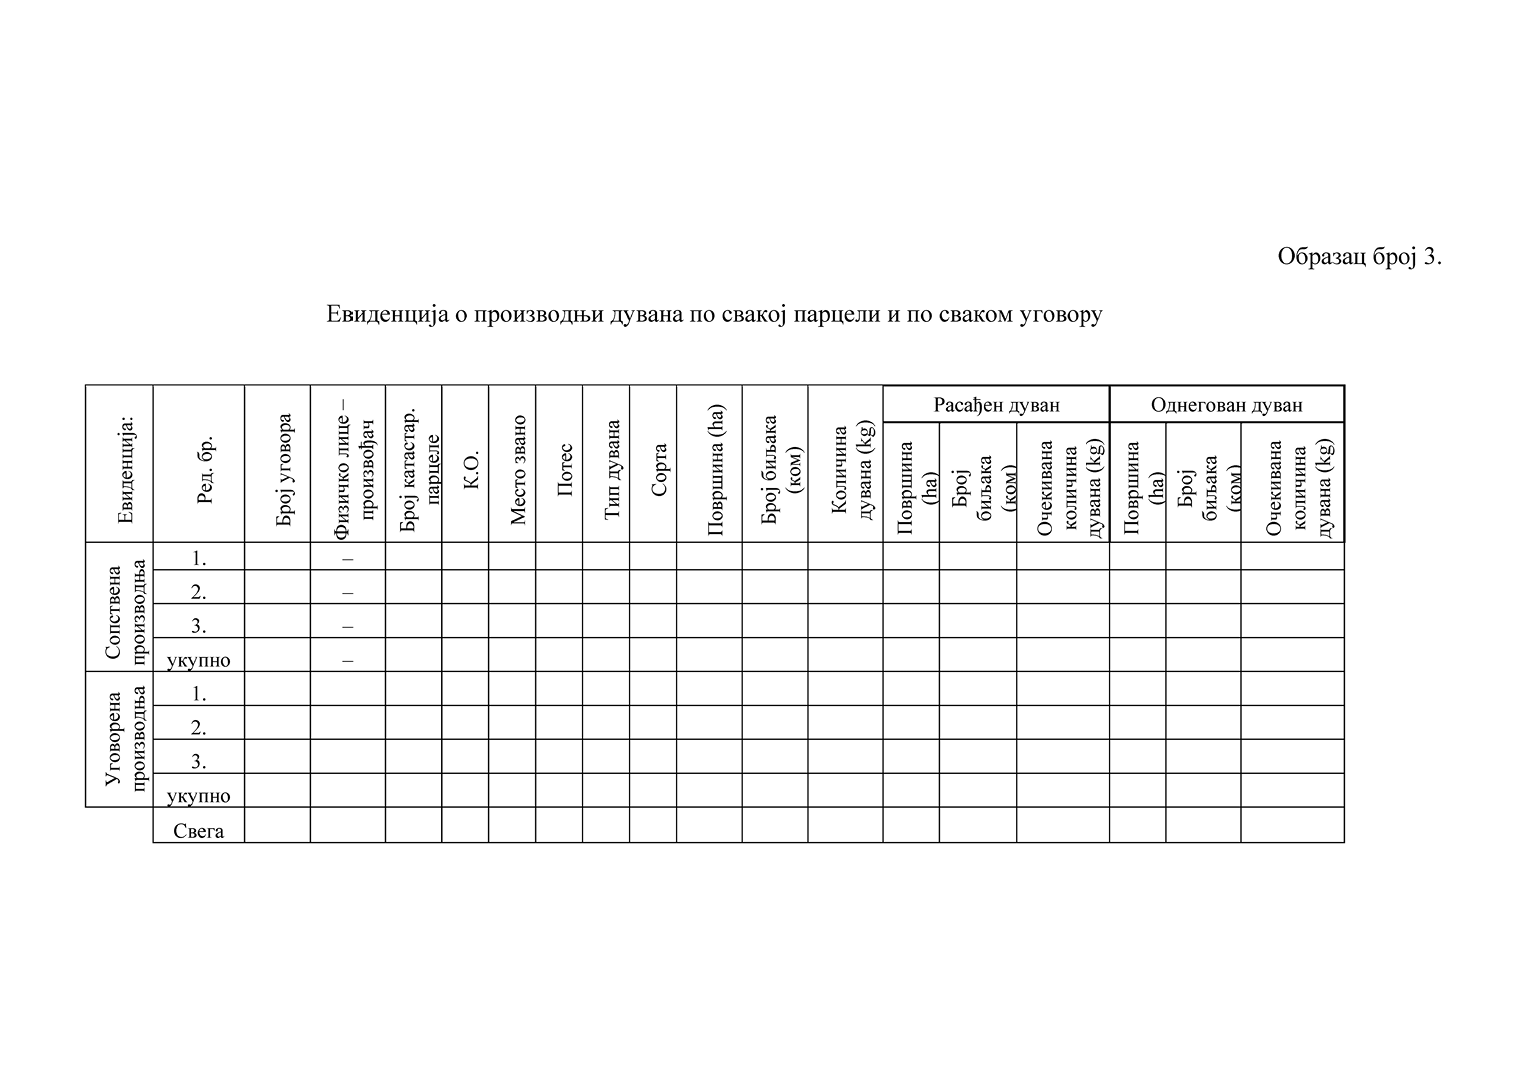 Образац број 3.
Евиденција о производњи дувана по свакој парцели и по сваком уговору
Евиденција:
Ред. бр.
Број уговора
Физичко лице –
произвођач
Број катастар.
парцеле
К.О.
Место звано
Потес
Тип дувана
Сорта
Површина (ha)
Број биљака
(ком)
Количина
дувана (kg)
Расађен дуван
Површина
(ha)
Број
биљака
(ком)
Очекивана
количина
дувана (kg)
Однегован дуван
Површина
(ha)
Број
биљака
(ком)
Очекивана
количина
дувана (kg)
Сопствена
производња
1. –
2. –
3. –
укупно –
Уговорена
производња
1.
2.
3.
укупно
Свега